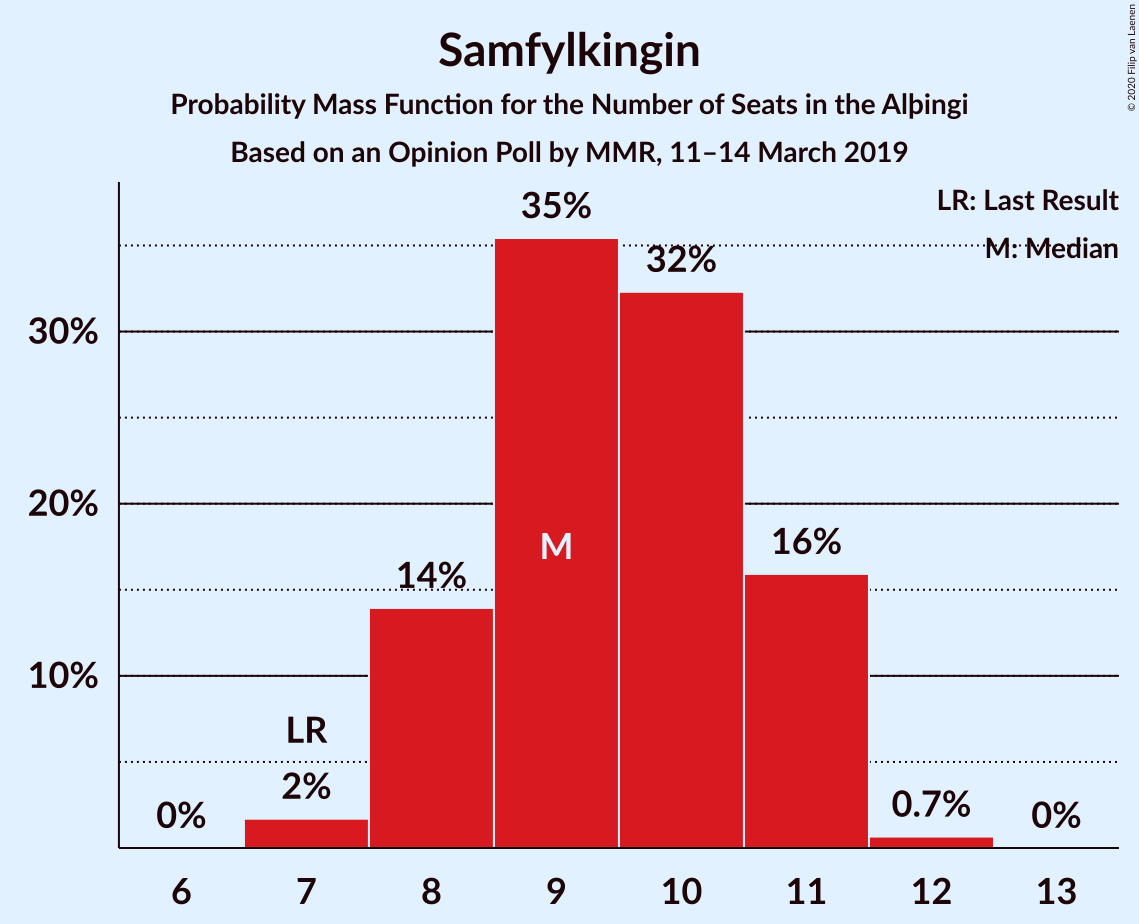 Samfylkingin
Probability Mass Function for the Number of Seats in the Alþingi
Based on an Opinion Poll by MMR, 11–14 March 2019
© 2020 Filip van Laenen
LR: Last Result
M: Median
35%
32%
30%
20%
M
16%
14%
10%
LR
2%
0%
0.7%
0%
6 7 8 9 10 11 12 13